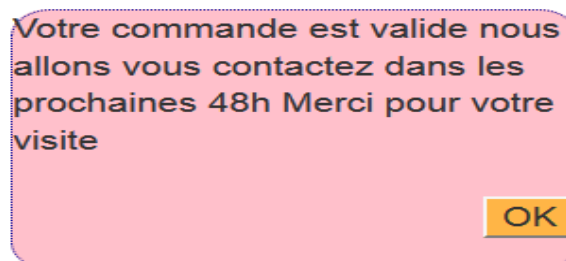 Votre commande est valide nous
allons vous contactez dans les
prochaines 48h Merci pour votre
visite
OK